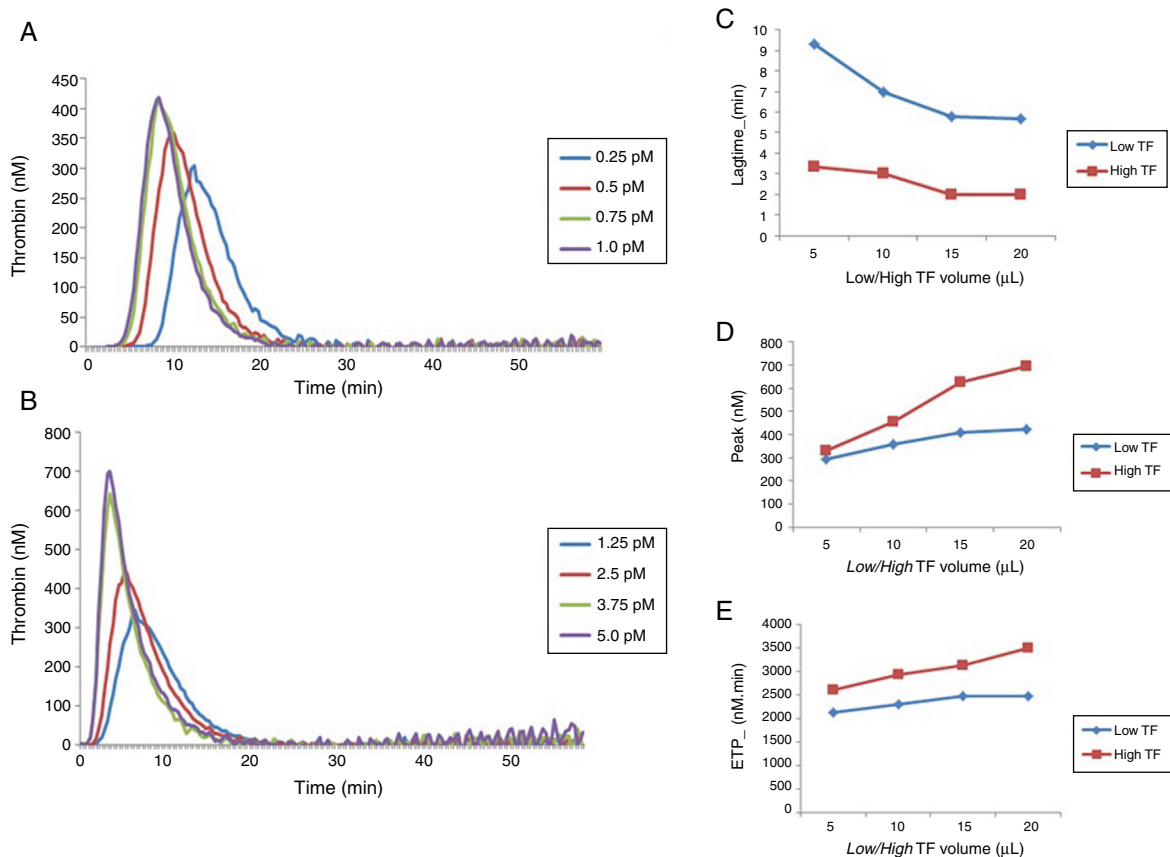 A
Thrombin (nM)
450
400
350
300
250
200
150
100
50
0
0 10 20 30 40 50
Time (min)
0.25 pM
0.5 pM
0.75 pM
1.0 pM
B
Thrombin (nM)
800
700
600
500
400
300
200
100
0
0 10 20 30 40 50
Time (min)
1.25 pM
2.5 pM
3.75 pM
5.0 pM
C
Lagtime_(min)
10
9
8
7
6
5
4
3
2
1
0
5 10 15 20
Low/High TF volume (μL)
Low TF
High TF
D
Peak (nM)
800
700
600
500
400
300
200
100
0
5 10 15 20
Low/High TF volume (μL)
Low TF
High TF
E
ETP_ (nM.min)
4000
3500
3000
2500
2000
1500
1000
500
0
5 10 15 20
Low/High TF volume (μL)
Low TF
High TF